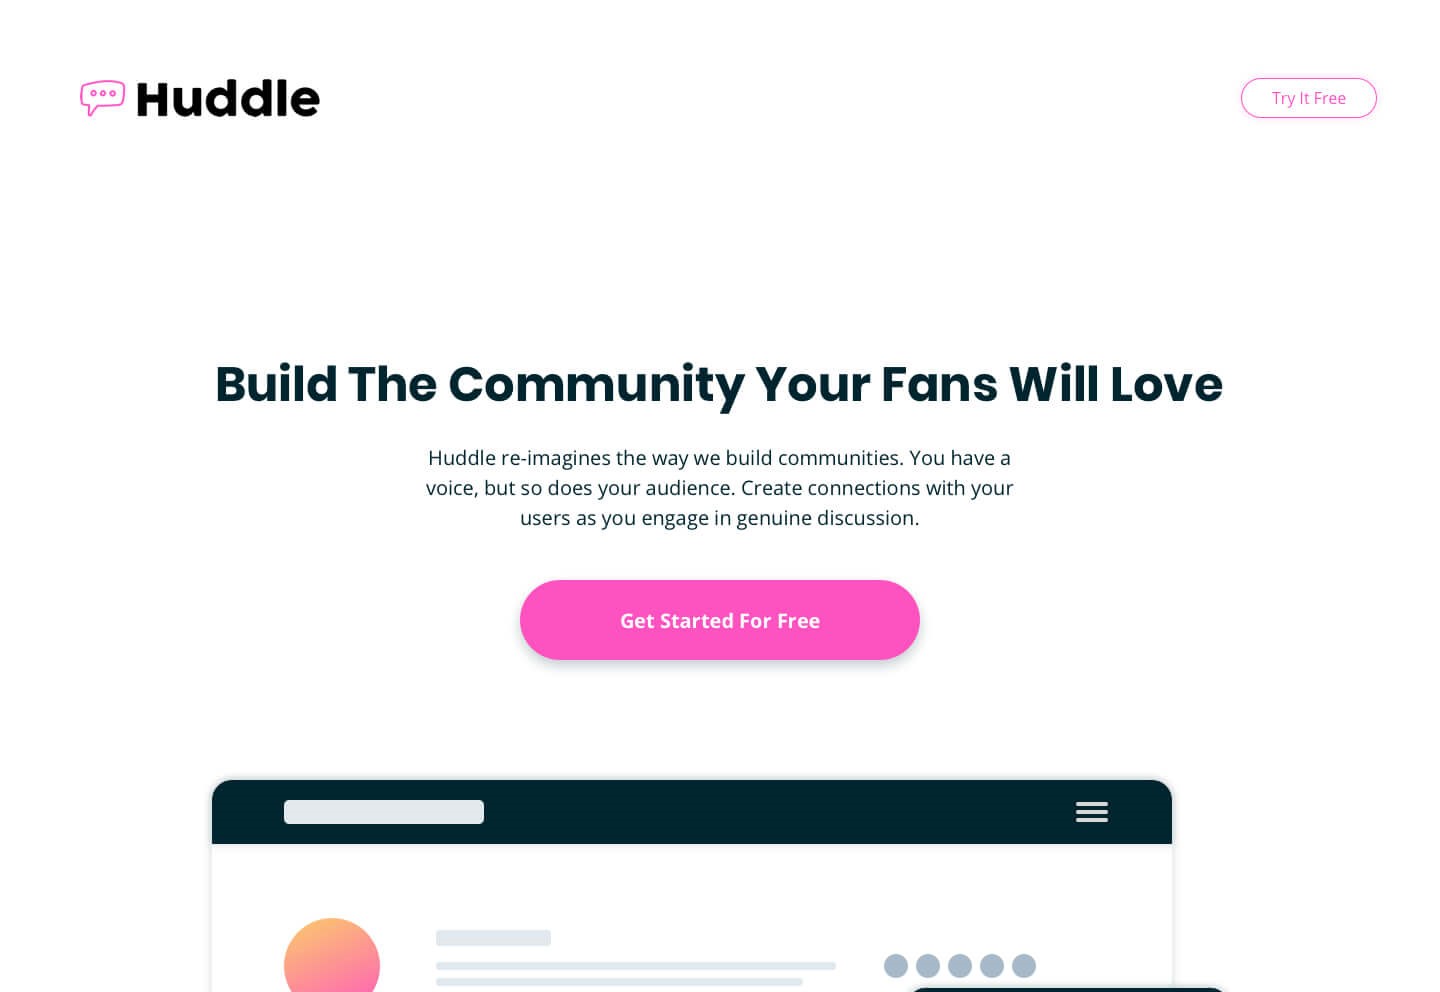 Huddle
Try It Free
Build The Community Your Fans Will Love
Huddle re-imagines the way we build communities. You have a
voice, but so does your audience. Create connections with your
users as you engage in genuine discussion.
Get Started For Free